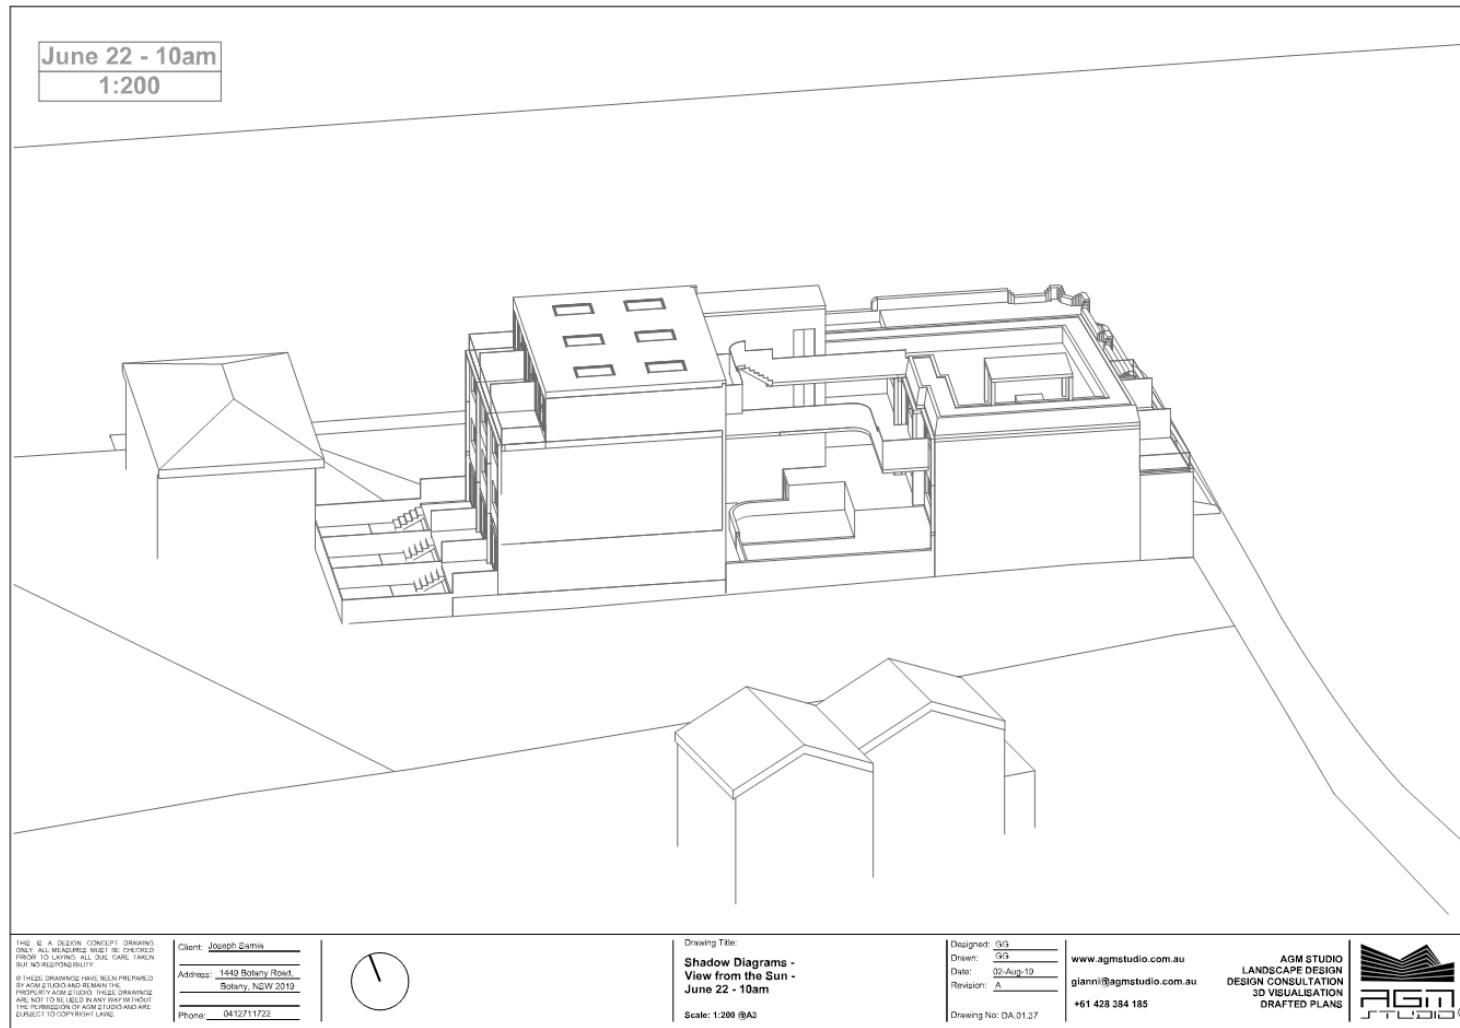 June 22 - 10am
1:200
THIS IS A DESIGN CONCEPT DRAWING
ONLY. ALL MEASURES MUST BE CHECKED
PRIOR TO LAYING. ALL DUE CARE TAKEN
BUT NO RESPONSIBILITY.
© THESE DRAWINGS HAVE BEEN PREPARED
BY AGM STUDIO AND REMAIN THE
PROPERTY AGM STUDIO. THESE DRAWINGS
ARE NOT TO BE USED IN ANY WAY WITHOUT
THE PERMISSION OF AGM STUDIO AND ARE
SUBJECT TO COPYRIGHT LAWS.
Client: Joseph Samia
Address: 1449 Botany Road,
Botany, NSW 2019
Phone: 0412711722
Drawing Title:
Shadow Diagrams -
View from the Sun -
June 22 - 10am
Scale: 1:200 @A3
Designed: GG
Drawn: GG
Date: 02-Aug-19
Revision: A
Drawing No: DA.01.37
www.agmstudio.com.au
gianni@agmstudio.com.au
+61 428 384 185
AGM STUDIO
LANDSCAPE DESIGN
DESIGN CONSULTATION
3D VISUALISATION
DRAFTED PLANS
AGM
STUDIO